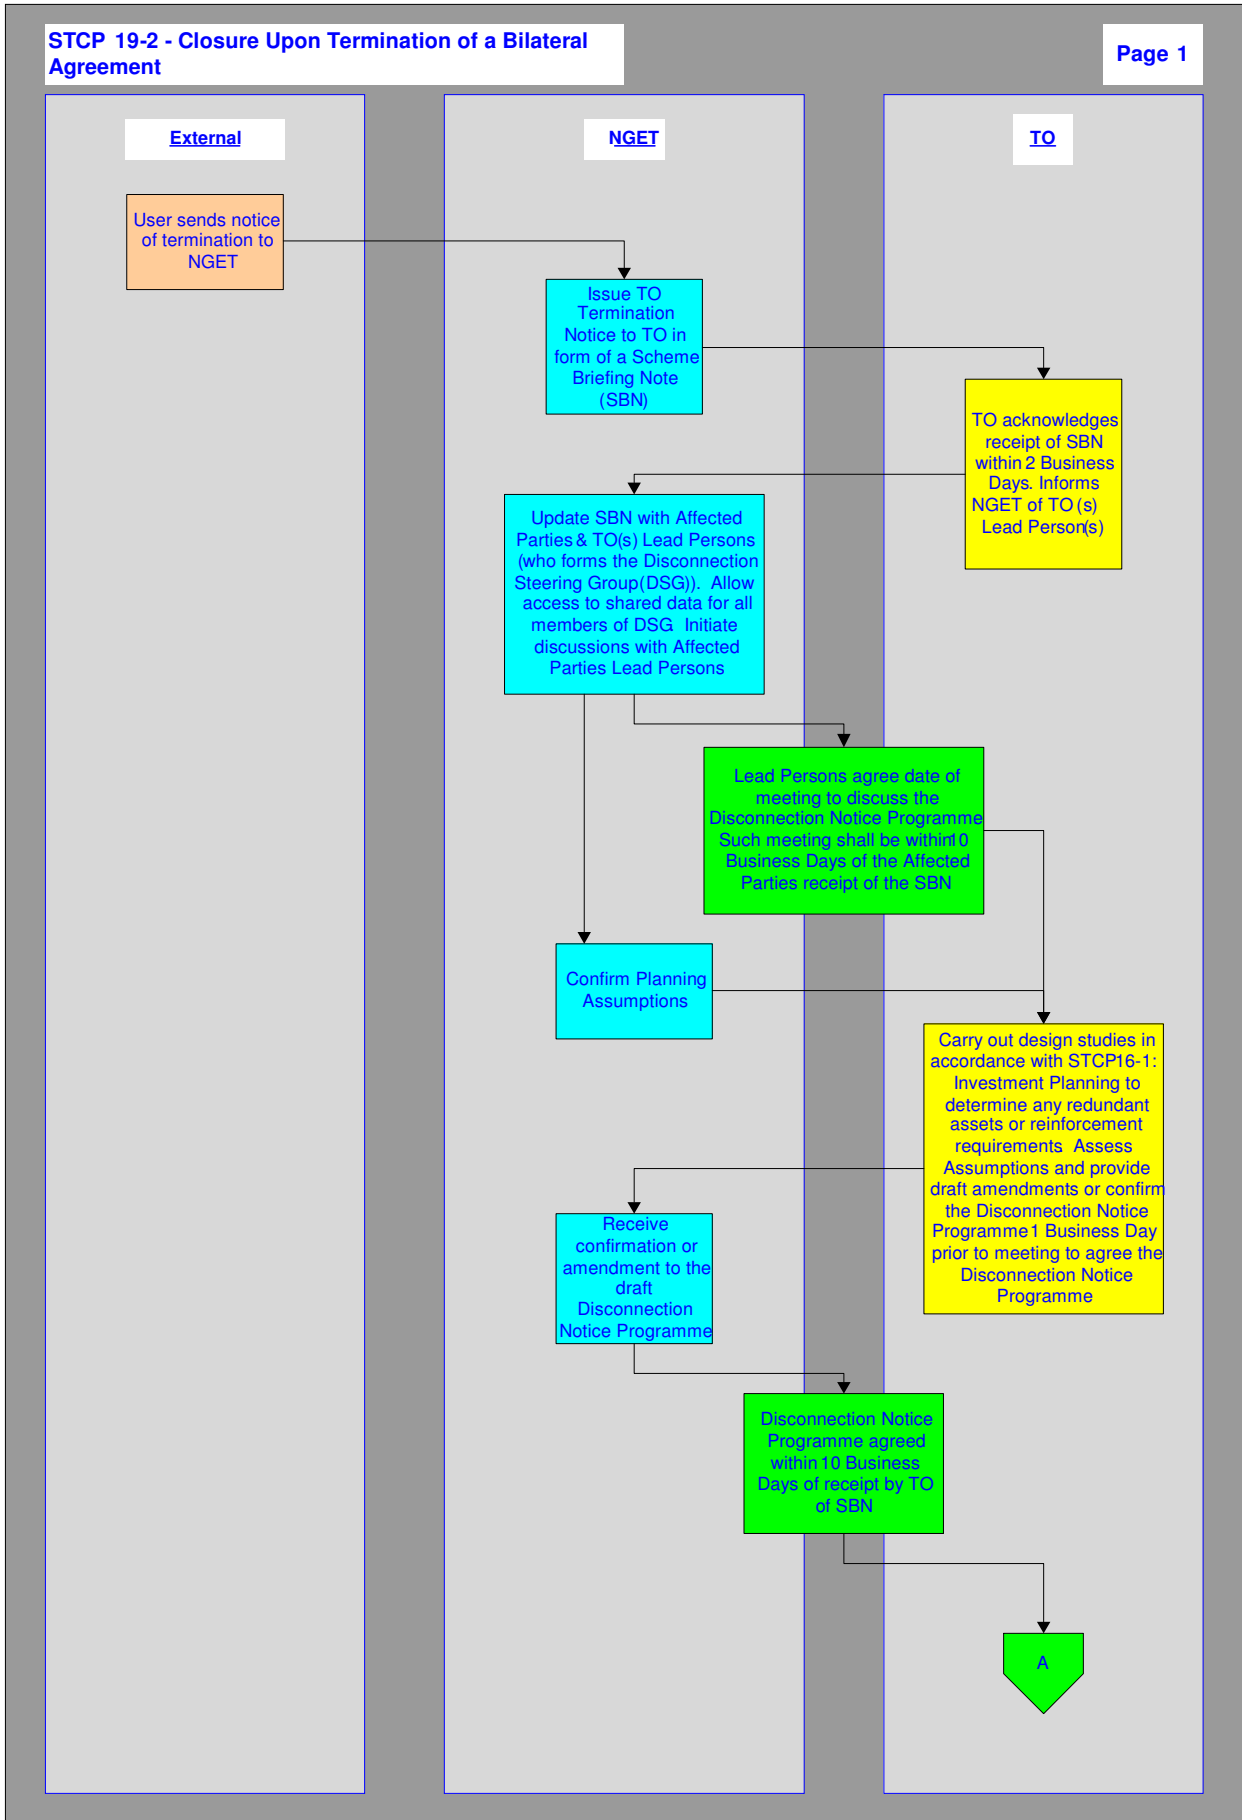 STCP 19-2 - Closure Upon Termination of a Bilateral
Agreement
Page 1
External
NGET
TO
User sends notice
of termination to
NGET
Issue TO
Termination
Notice to TO in
form of a Scheme
Briefing Note
(SBN)
TO acknowledges
receipt of SBN
within 2 Business
Days. Informs
NGET of TO (s)
Lead Person(s)
Update SBN with Affected
Parties & TO(s) Lead Persons
(who forms the Disconnection
Steering Group(DSG)). Allow
access to shared data for all
members of DSG. Initiate
discussions with Affected
Parties Lead Persons
Lead Persons agree date of
meeting to discuss the
Disconnection Notice Programme
Such meeting shall be within10
Business Days of the Affected
Parties receipt of the SBN
Confirm Planning
Assumptions
Carry out design studies in
accordance with STCP16-1:
Investment Planning to
determine any redundant
assets or reinforcement
requirements. Assess
Assumptions and provide
draft amendments or confirm
the Disconnection Notice
Programme1 Business Day
prior to meeting to agree the
Disconnection Notice
Programme
Receive
confirmation or
amendment to the
draft
Disconnection
Notice Programme
Disconnection Notice
Programme agreed
within 10 Business
Days of receipt by TO
of SBN
A